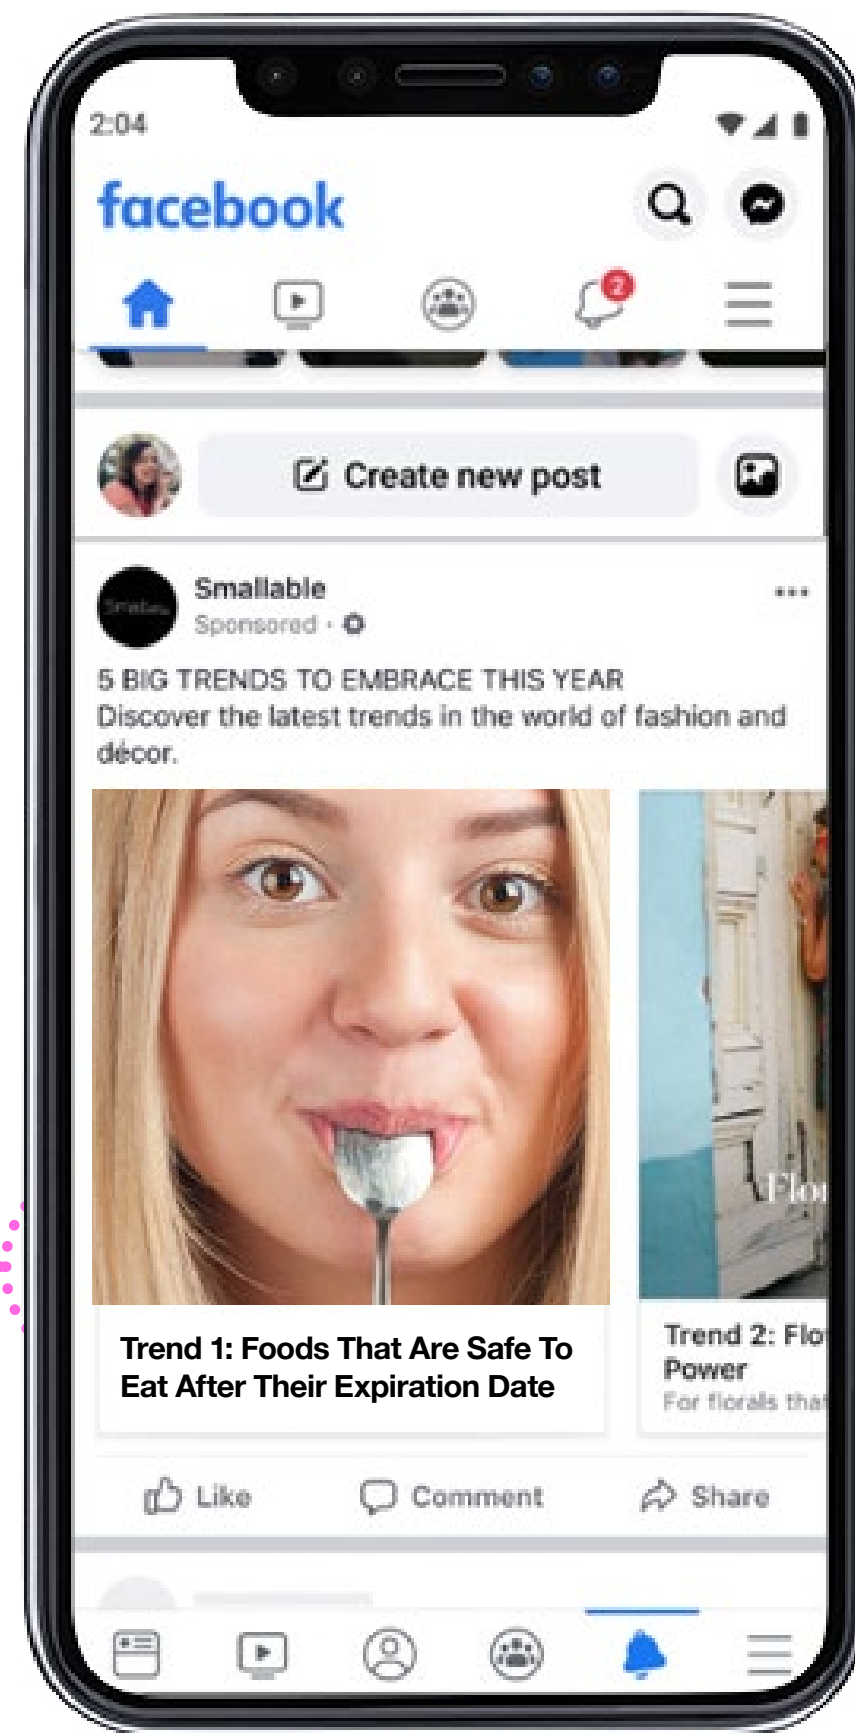 2:04
facebook
2
Create new post
Smallable
Sponsored ·
5 BIG TRENDS TO EMBRACE THIS YEAR
Discover the latest trends in the world of fashion and
décor.
Flor
Trend 1: Foods That Are Safe To
Eat After Their Expiration Date
Trend 2: Flo
Power
For florals that
Like
Comment
Share